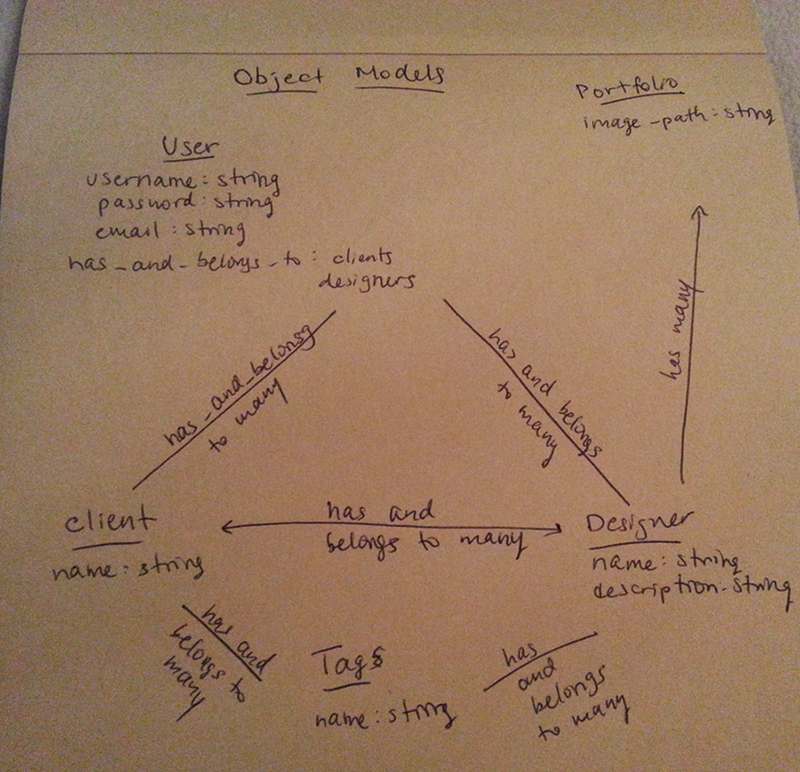 Object Models
Portfolio
image_path: string
User
username: string
password: string
email: string
has_and_belongs_to: clients
designers
has_and_belonsg
to many
has and belongs
to many
has many
client
name: string
has and
belongs to many
Designer
name: string
description-string
has and
belongs to
many
Tags
name: string
has
and
belongs
to many